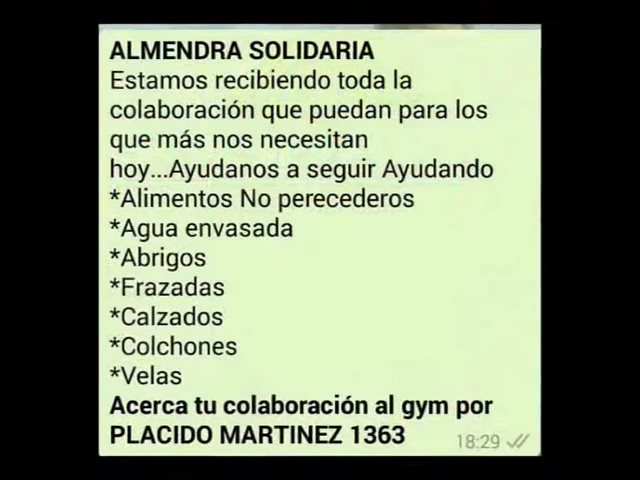 ALMENDRA SOLIDARIA
Estamos recibiendo toda la
colaboración que puedan para los
que más nos necesitan
hoy...Ayudanos a seguir Ayudando
*Alimentos No perecederos
*Agua envasada
*Abrigos
*Frazadas
*Calzados
*Colchones
*Velas
Acerca tu colaboración al gym por
PLACIDO MARTINEZ 1363
18:29